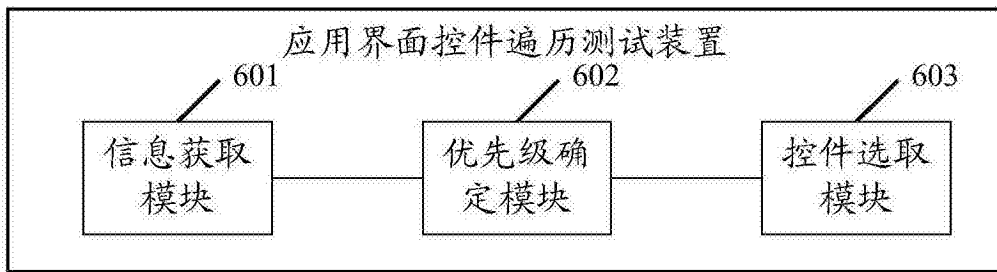 应用界面控件遍历测试装置
601
602
603
信息获取
模块
优先级确
定模块
控件选取
模块